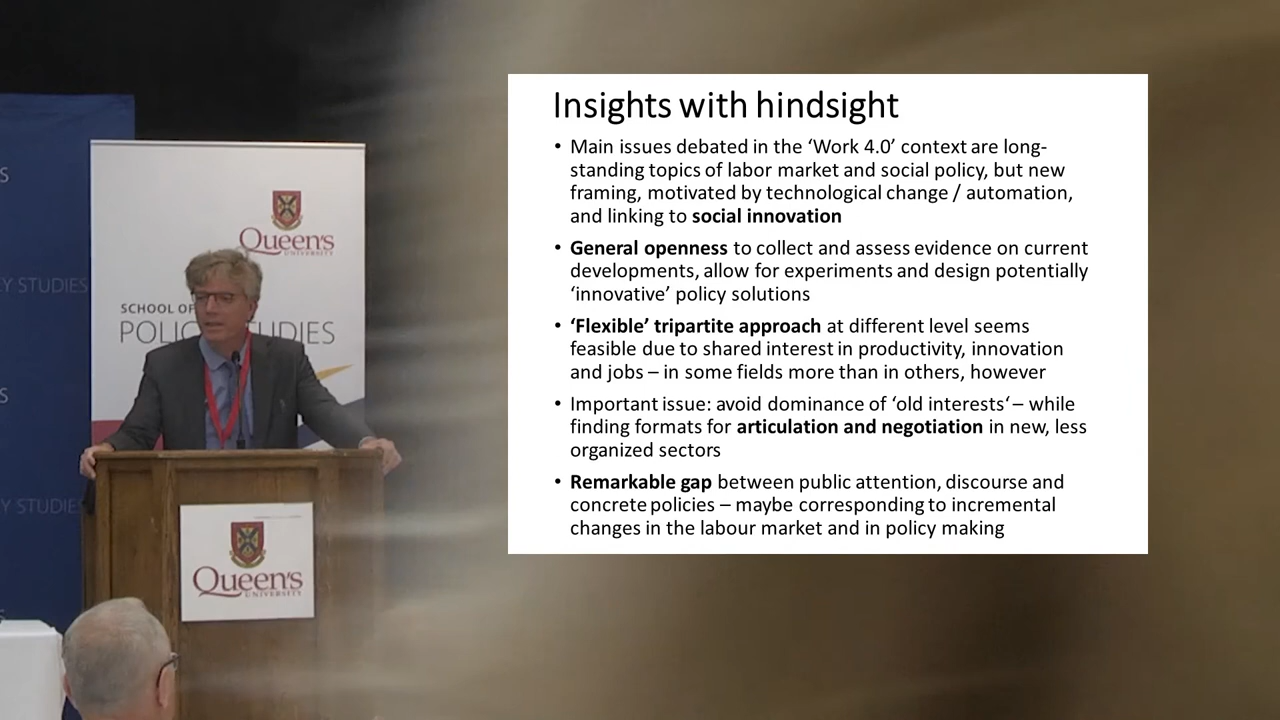 S
Y STUDIES
S
Y STUDIES
Queen's
UNIVERSITY
SCHOOL OF
POLIC STUDIES
Queen's
UNIVERSITY
Insights with hindsight
• Main issues debated in the ‘Work 4.0’ context are long-
standing topics of labor market and social policy, but new
framing, motivated by technological change / automation,
and linking to social innovation
• General openness to collect and assess evidence on current
developments, allow for experiments and design potentially
‘innovative’ policy solutions
• ‘Flexible’ tripartite approach at different level seems
feasible due to shared interest in productivity, innovation
and jobs – in some fields more than in others, however
• Important issue: avoid dominance of ‘old interests‘ – while
finding formats for articulation and negotiation in new, less
organized sectors
• Remarkable gap between public attention, discourse and
concrete policies – maybe corresponding to incremental
changes in the labour market and in policy making